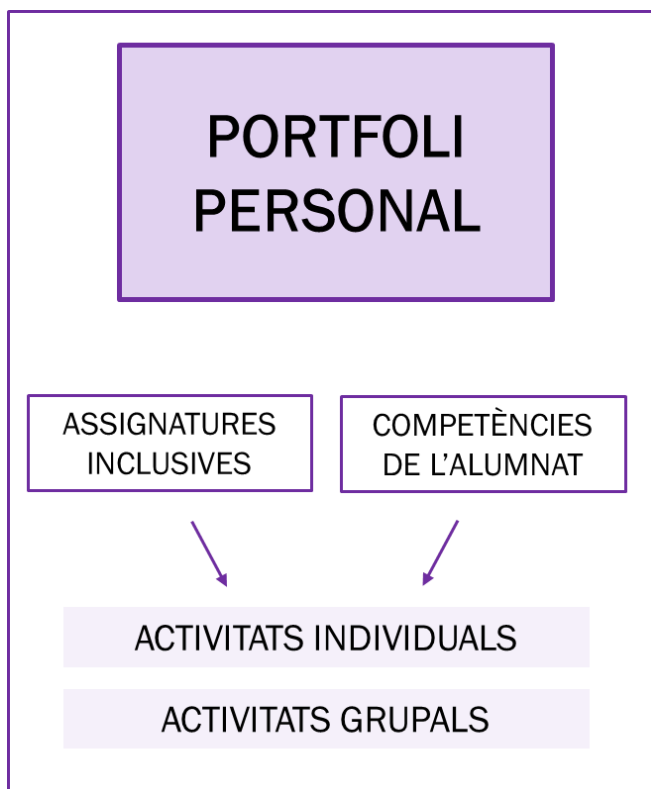 PORTFOLI
PERSONAL
ASSIGNATURES
INCLUSIVES
COMPETÈNCIES
DE L’ALUMNAT
ACTIVITATS INDIVIDUALS
ACTIVITATS GRUPALS